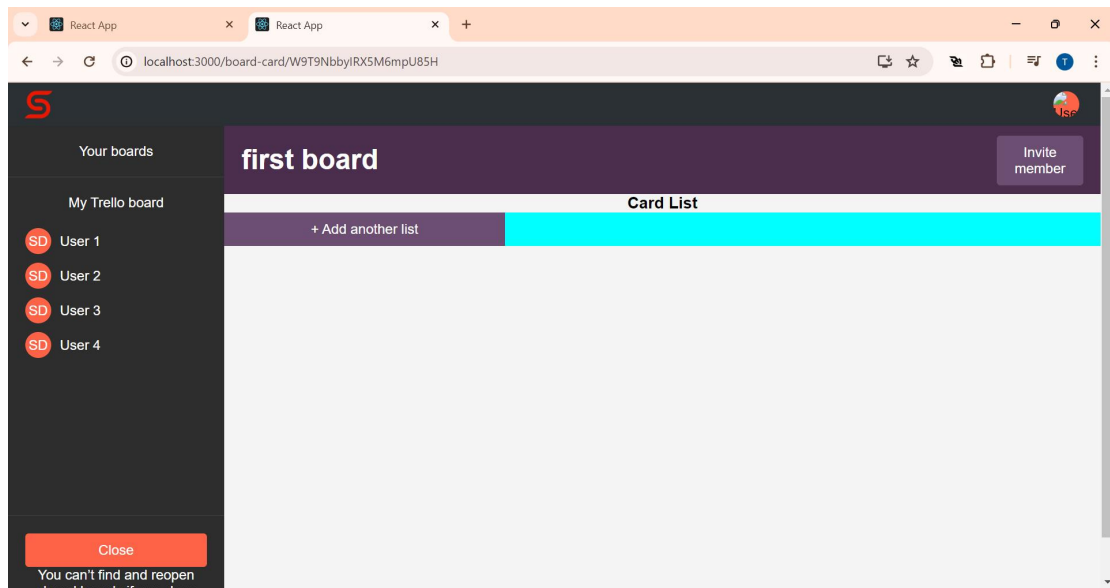 React App
React App
localhost:3000/board-card/W9T9NbbyIRX5M6mpU85H
T
S
Your boards
first board
Invite
member
My Trello board
Card List
+ Add another list
SD User 1
SD User 2
SD User 3
SD User 4
Close
You can't find and reopen